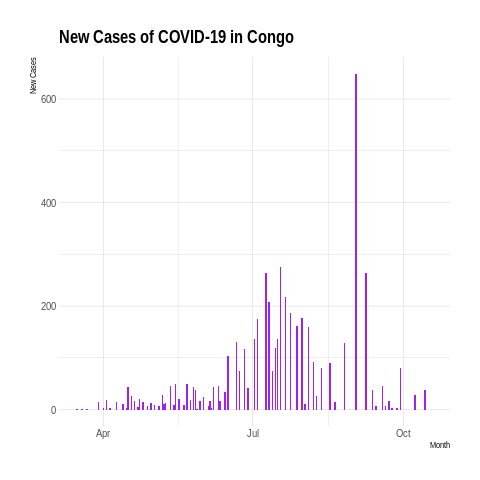 New Cases of COVID-19 in Congo
New Cases
600
400
200
0
Apr
Jul
Oct
Month